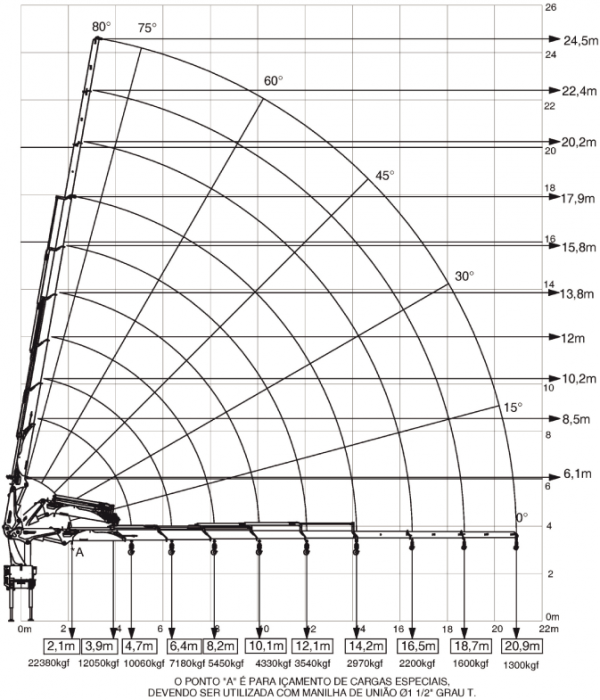 26
80° 75°
24,5m
24
60°
22,4m
22
20,2m
20
45°
18
17,9m
16
15,8m
30°
14
13,8m
12m
10,2m
10
15°
8,5m
8
6,1m
6
0°
4
"A
2
0m
0m 2 4 6 8 10 12 14 16 18 20 22m
2,1m 3,9m 4,7m 6,4m 8,2m 10,1m 12,1m 14,2m 16,5m 18,7m 20,9m
22380kgf 12050kgf 10060kgf 7180kgf 5450kgf 4330kgf 3540kgf 2970kgf 2200kgf 1600kgf 1300kgf
O PONTO "A" É PARA IÇAMENTO DE CARGAS ESPECIAIS,
DEVENDO SER UTILIZADA COM MANILHA DE UNIÃO Ø1 1/2" GRAU T.